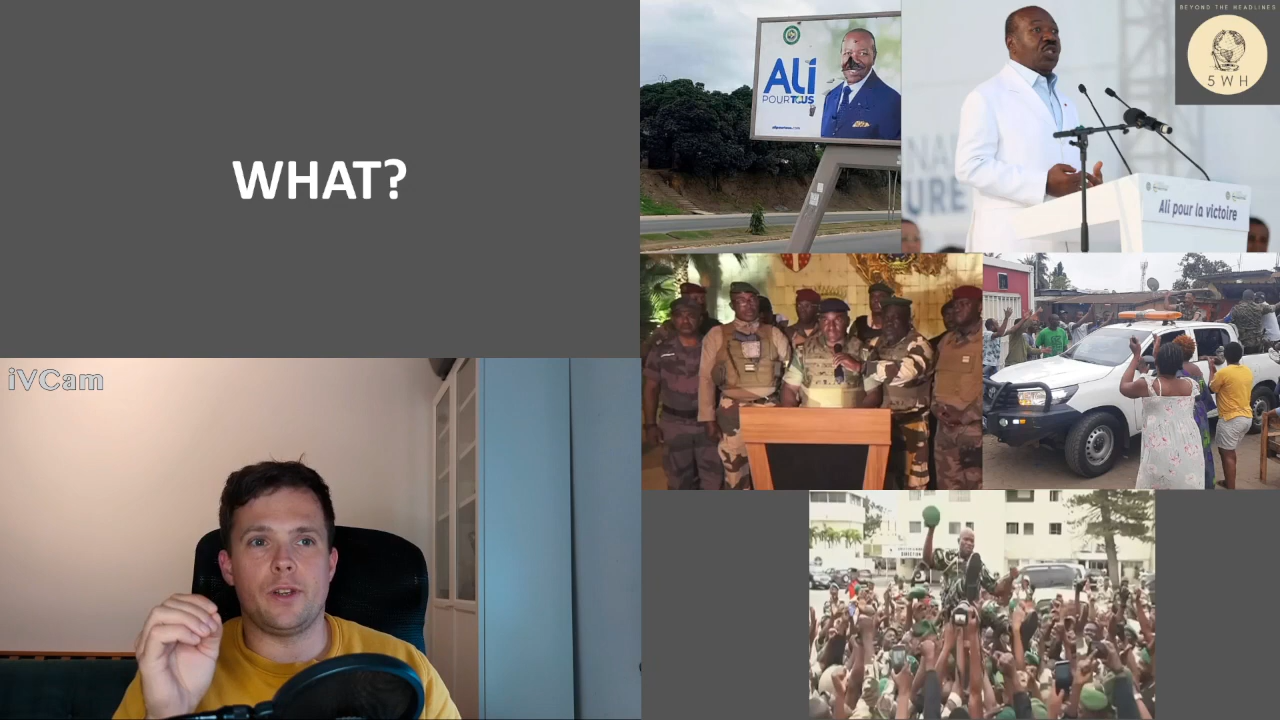 WHAT?
iVCam
Ali
POUR TOUS
Ali pour la victoire
BEYOND THE HEADLINES
5WH